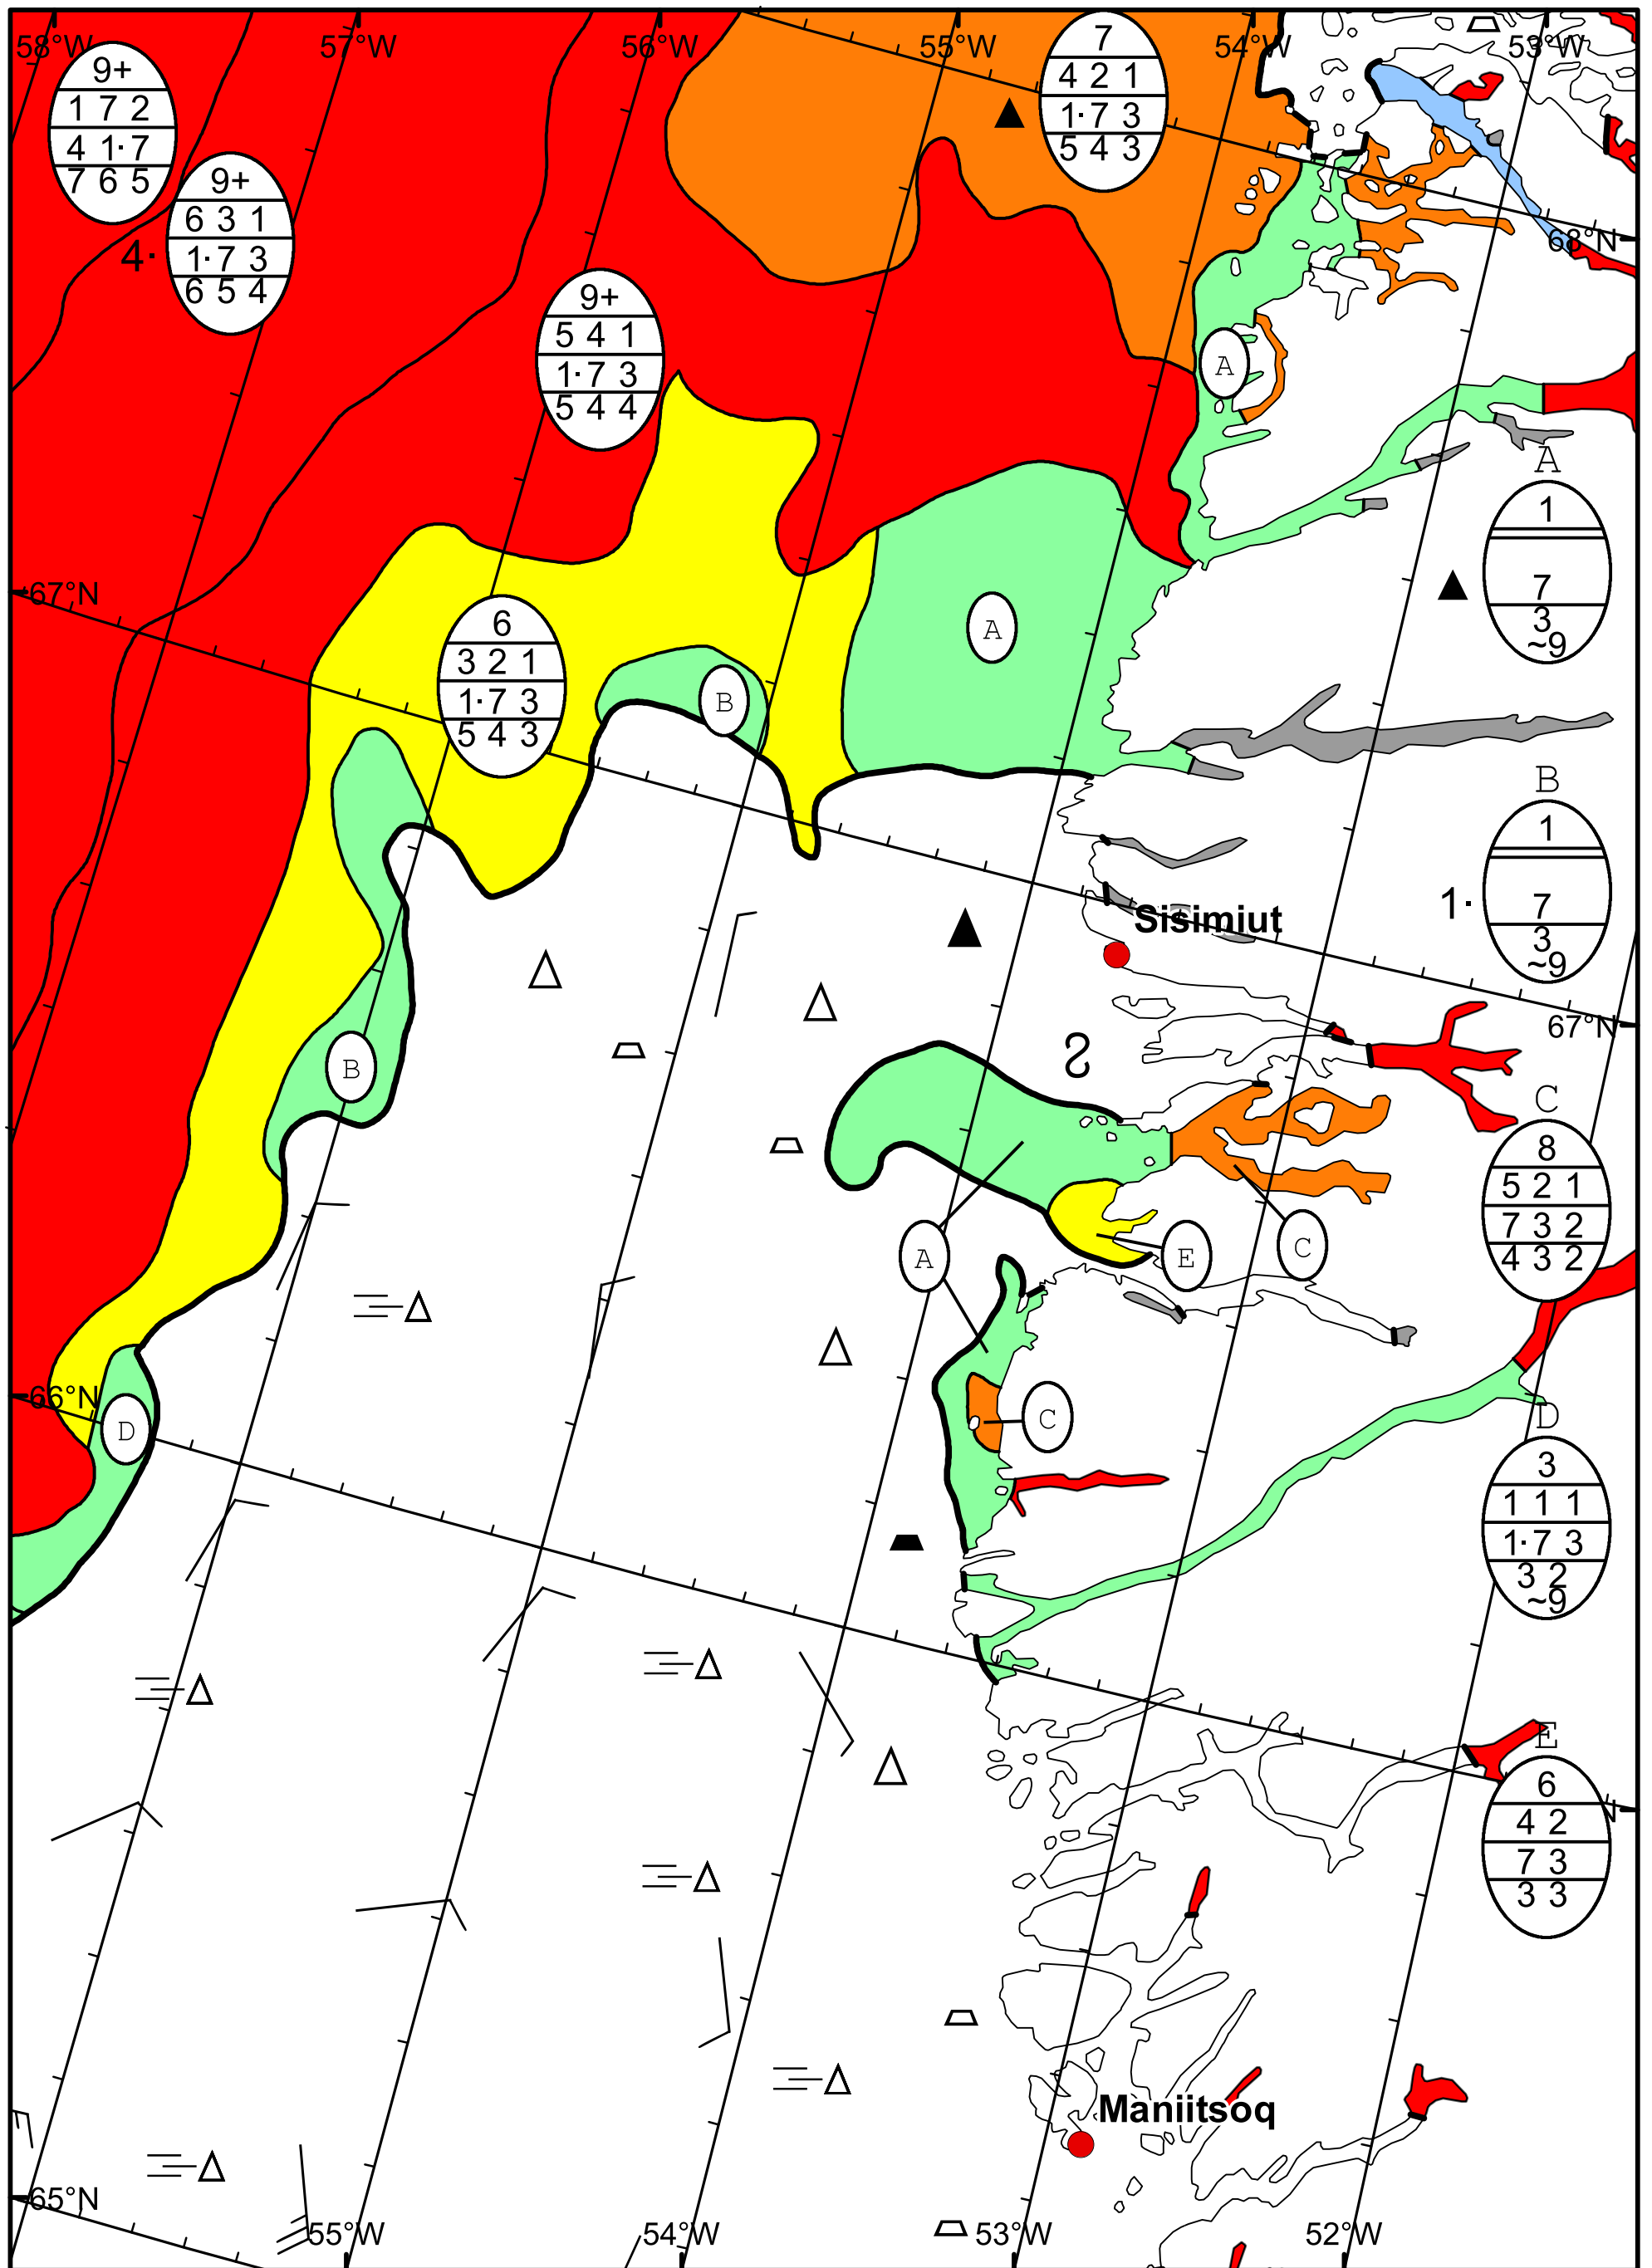 58°W
57°W
56°W
55°W
54°W
53°W
9+
1 7 2
4 1· 7
7 6 5
9+
6 3 1
4·
1· 7 3
6 5 4
7
4 2 1
1· 7 3
5 4 3
68°N
9+
5 4 1
1· 7 3
5 4 4
A
A
1
7
3
~9
67°N
6
3 2 1
1· 7 3
5 4 3
A
B
B
1
1·
7
3
~9
Sisimiut
67°N
B
C
8
5 2 1
7 3 2
4 3 2
A
E
C
66°N
D
C
D
3
1 1 1
1· 7 3
3 2
~9
E
6
4 2
7 3
3 3
N
Maniitsoq
65°N
55°W
54°W
53°W
52°W